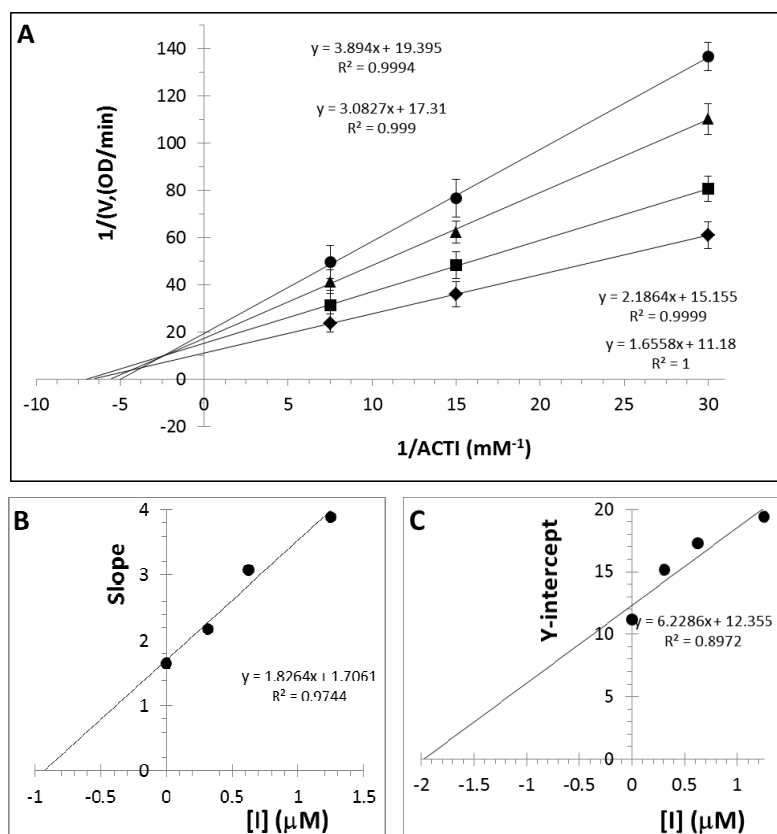 A
140
120
100
80
60
40
20
0
-20
-10
-5
0
5
10
15
20
25
30
1/(V,(OD/min)
1/ACTI (mM⁻¹)
y = 3.894x + 19.395
R² = 0.9994
y = 3.0827x + 17.31
R² = 0.999
y = 2.1864x + 15.155
R² = 0.9999
y = 1.6558x + 11.18
R² = 1
B
4
3
2
1
0
-1
-0.5
0
0.5
1
1.5
Slope
[I] (μM)
y = 1.8264x + 1.7061
R² = 0.9744
C
20
15
10
5
0
-2
-1.5
-1
-0.5
0
0.5
1
Y-intercept
[I] (μM)
y = 6.2286x + 12.355
R² = 0.8972